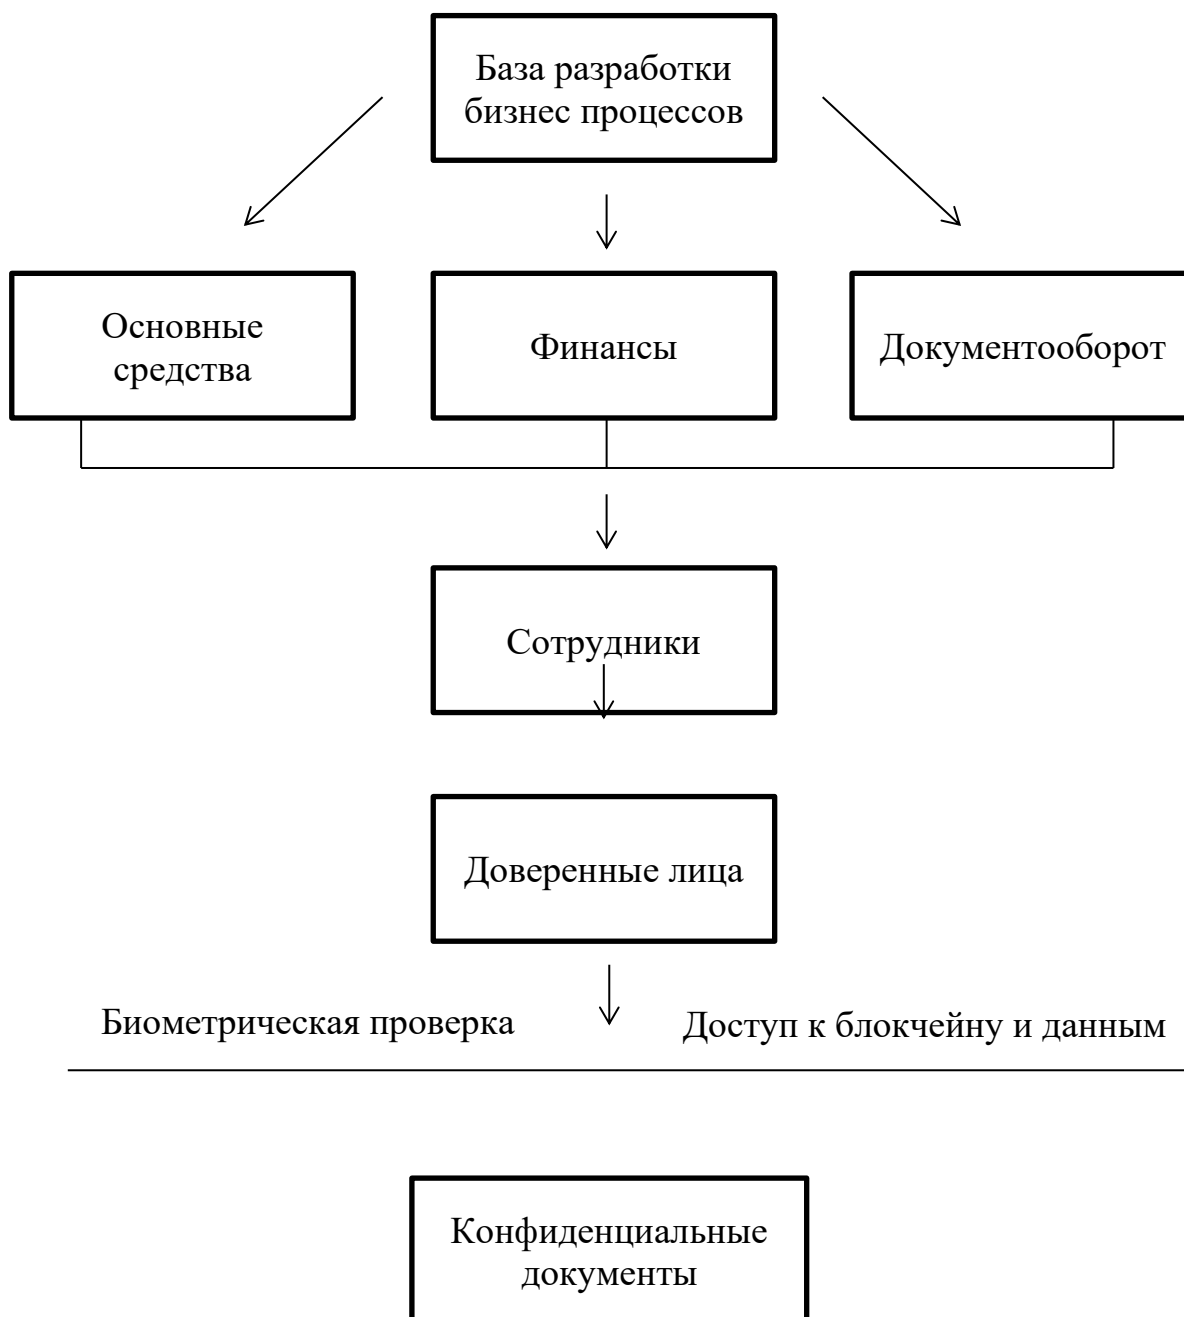 База разработки
бизнес процессов
Основные
средства
Финансы
Документооборот
Сотрудники
Доверенные лица
Биометрическая проверка
Доступ к блокчейну и данным
Конфиденциальные
документы